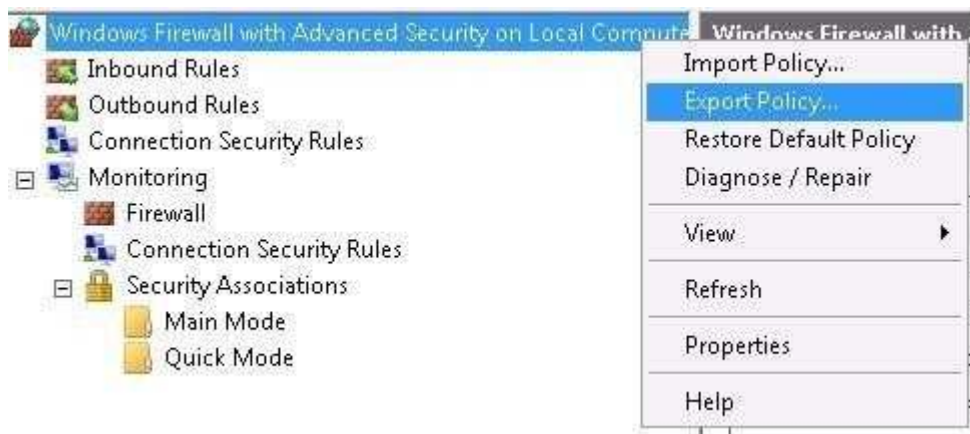 Windows Firewall with Advanced Security on Local Compute
Inbound Rules
Outbound Rules
Connection Security Rules
Monitoring
Firewall
Connection Security Rules
Security Associations
Main Mode
Quick Mode
Windows Firewall with
Import Policy...
Export Policy...
Restore Default Policy
Diagnose / Repair
View
Refresh
Properties
Help